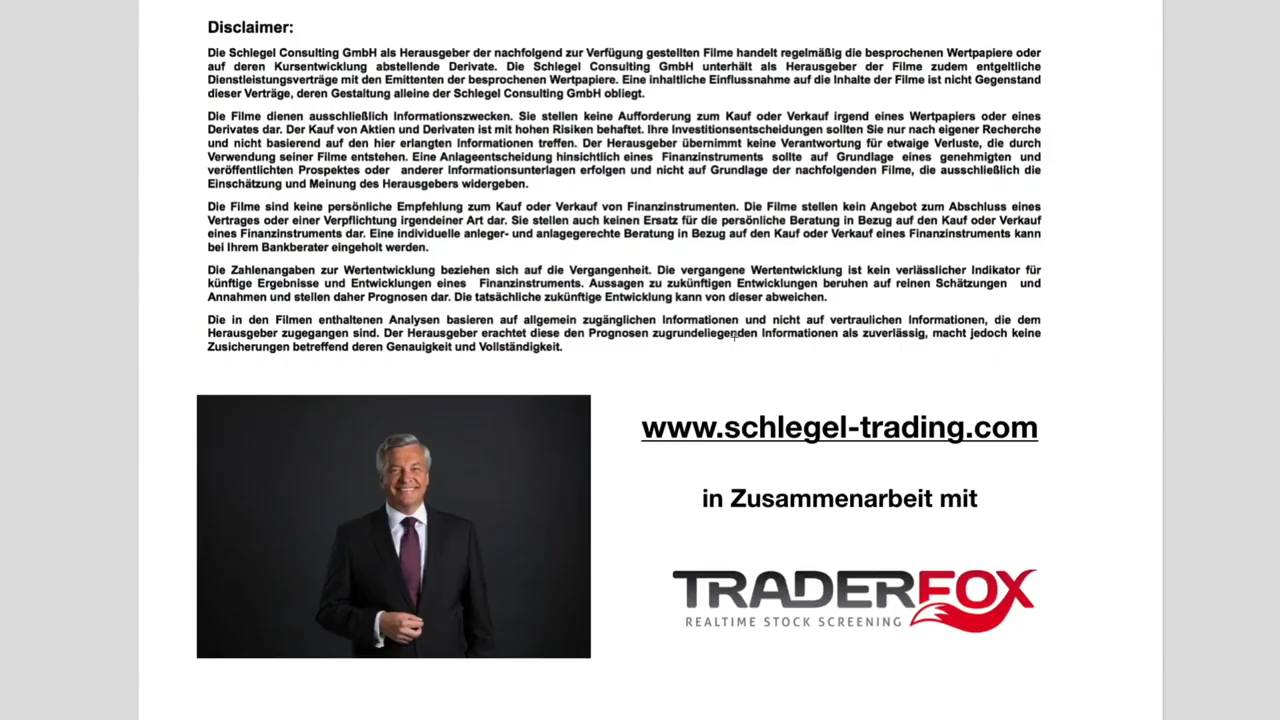 Disclaimer:
Die Schlegel Consulting GmbH als Herausgeber der nachfolgend zur Verfügung gestellten Filme handelt regelmäßig die besprochenen Wertpapiere oder
auf deren Kursentwicklung abstellende Derivate. Die Schlegel Consulting GmbH unterhält als Herausgeber der Filme zudem entgeltliche
Dienstleistungsverträge mit den Emittenten der besprochenen Wertpapiere. Eine inhaltliche Einflussnahme auf die Inhalte der Filme ist nicht Gegenstand
dieser Verträge, deren Gestaltung alleine der Schlegel Consulting GmbH obliegt.
Die Filme dienen ausschließlich Informationszwecken. Sie stellen keine Aufforderung zum Kauf oder Verkauf irgend eines Wertpapiers oder eines
Derivates dar. Der Kauf von Aktien und Derivaten ist mit hohen Risiken behaftet. Ihre Investitionsentscheidungen sollten Sie nur nach eigener Recherche
und nicht basierend auf den hier erlangten Informationen treffen. Der Herausgeber übernimmt keine Verantwortung für etwaige Verluste, die durch
Verwendung seiner Filme entstehen. Eine Anlageentscheidung hinsichtlich eines Finanzinstruments sollte auf Grundlage eines genehmigten und
veröffentlichten Prospektes oder anderer Informationsunterlagen erfolgen und nicht auf Grundlage der nachfolgenden Filme, die ausschließlich die
Einschätzung und Meinung des Herausgebers widergeben.
Die Filme sind keine persönliche Empfehlung zum Kauf oder Verkauf von Finanzinstrumenten. Die Filme stellen kein Angebot zum Abschluss eines
Vertrages oder einer Verpflichtung irgendeiner Art dar. Sie stellen auch keinen Ersatz für die persönliche Beratung in Bezug auf den Kauf oder Verkauf
eines Finanzinstruments dar. Eine individuelle anleger- und anlagegerechte Beratung in Bezug auf den Kauf oder Verkauf eines Finanzinstruments kann
bei Ihrem Bankberater eingeholt werden.
Die Zahlenangaben zur Wertentwicklung beziehen sich auf die Vergangenheit. Die vergangene Wertentwicklung ist kein verlässlicher Indikator für
künftige Ergebnisse und Entwicklungen eines Finanzinstruments. Aussagen zu zukünftigen Entwicklungen beruhen auf reinen Schätzungen und
Annahmen und stellen daher Prognosen dar. Die tatsächliche zukünftige Entwicklung kann von dieser abweichen.
Die in den Filmen enthaltenen Analysen basieren auf allgemein zugänglichen Informationen und nicht auf vertraulichen Informationen, die dem
Herausgeber zugegangen sind. Der Herausgeber erachtet diese den Prognosen zugrundeliegenden Informationen als zuverlässig, macht jedoch keine
Zusicherungen betreffend deren Genauigkeit und Vollständigkeit.
www.schlegel-trading.com
in Zusammenarbeit mit
TRADERFOX
REALTIME STOCK SCREENING